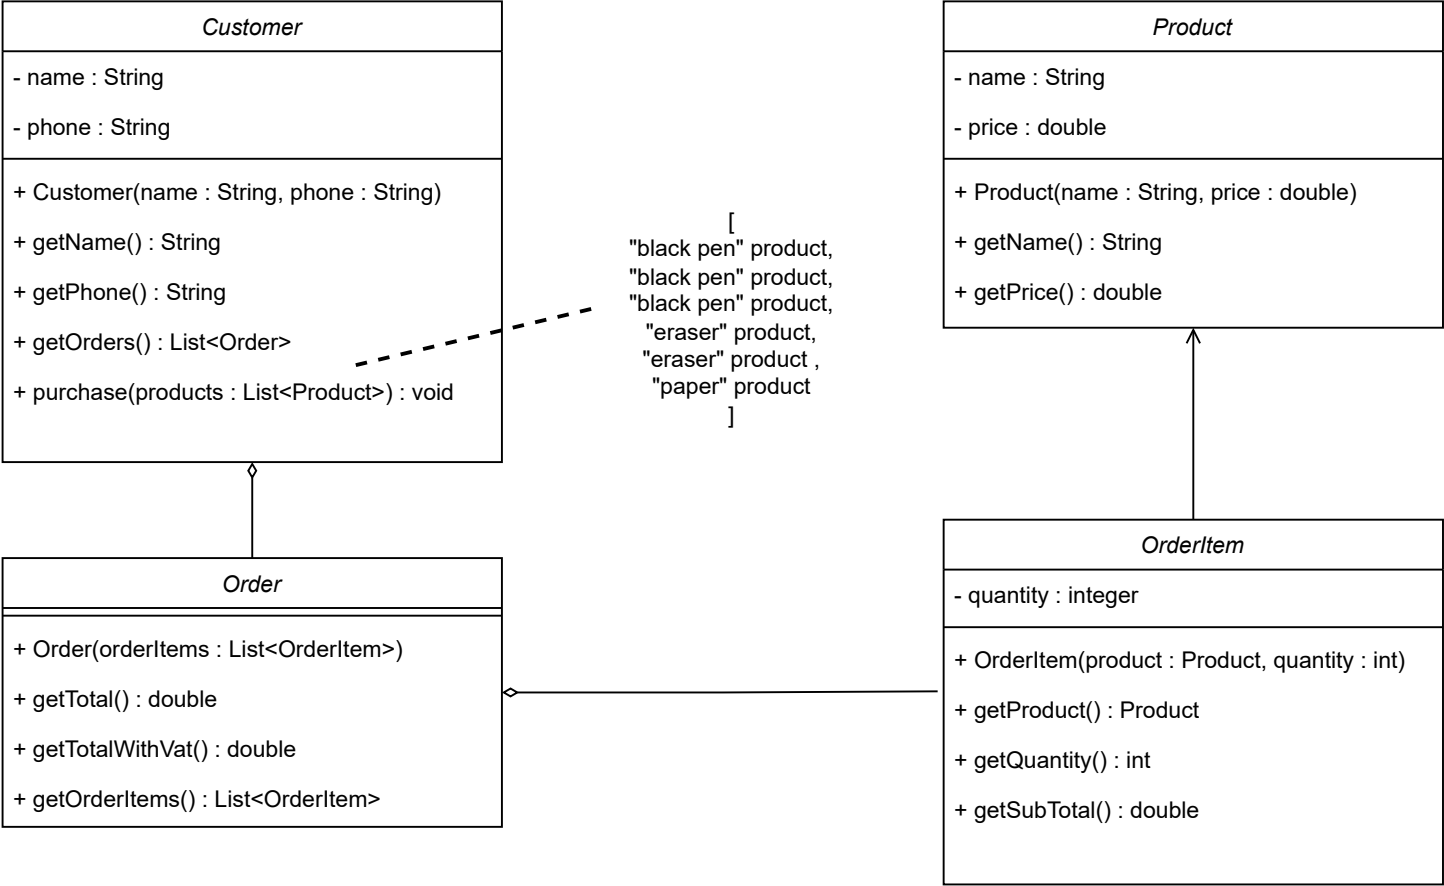 Customer
- name : String
- phone : String
+ Customer(name : String, phone : String)
+ getName() : String
+ getPhone() : String
+ getOrders() : List<Order>
+ purchase(products : List<Product>) : void
[
"black pen" product,
"black pen" product,
"black pen" product,
"eraser" product,
"eraser" product ,
"paper" product
]
Product
- name : String
- price : double
+ Product(name : String, price : double)
+ getName() : String
+ getPrice() : double
Order
+ Order(orderItems : List<OrderItem>)
+ getTotal() : double
+ getTotalWithVat() : double
+ getOrderItems() : List<OrderItem>
OrderItem
- quantity : integer
+ OrderItem(product : Product, quantity : int)
+ getProduct() : Product
+ getQuantity() : int
+ getSubTotal() : double